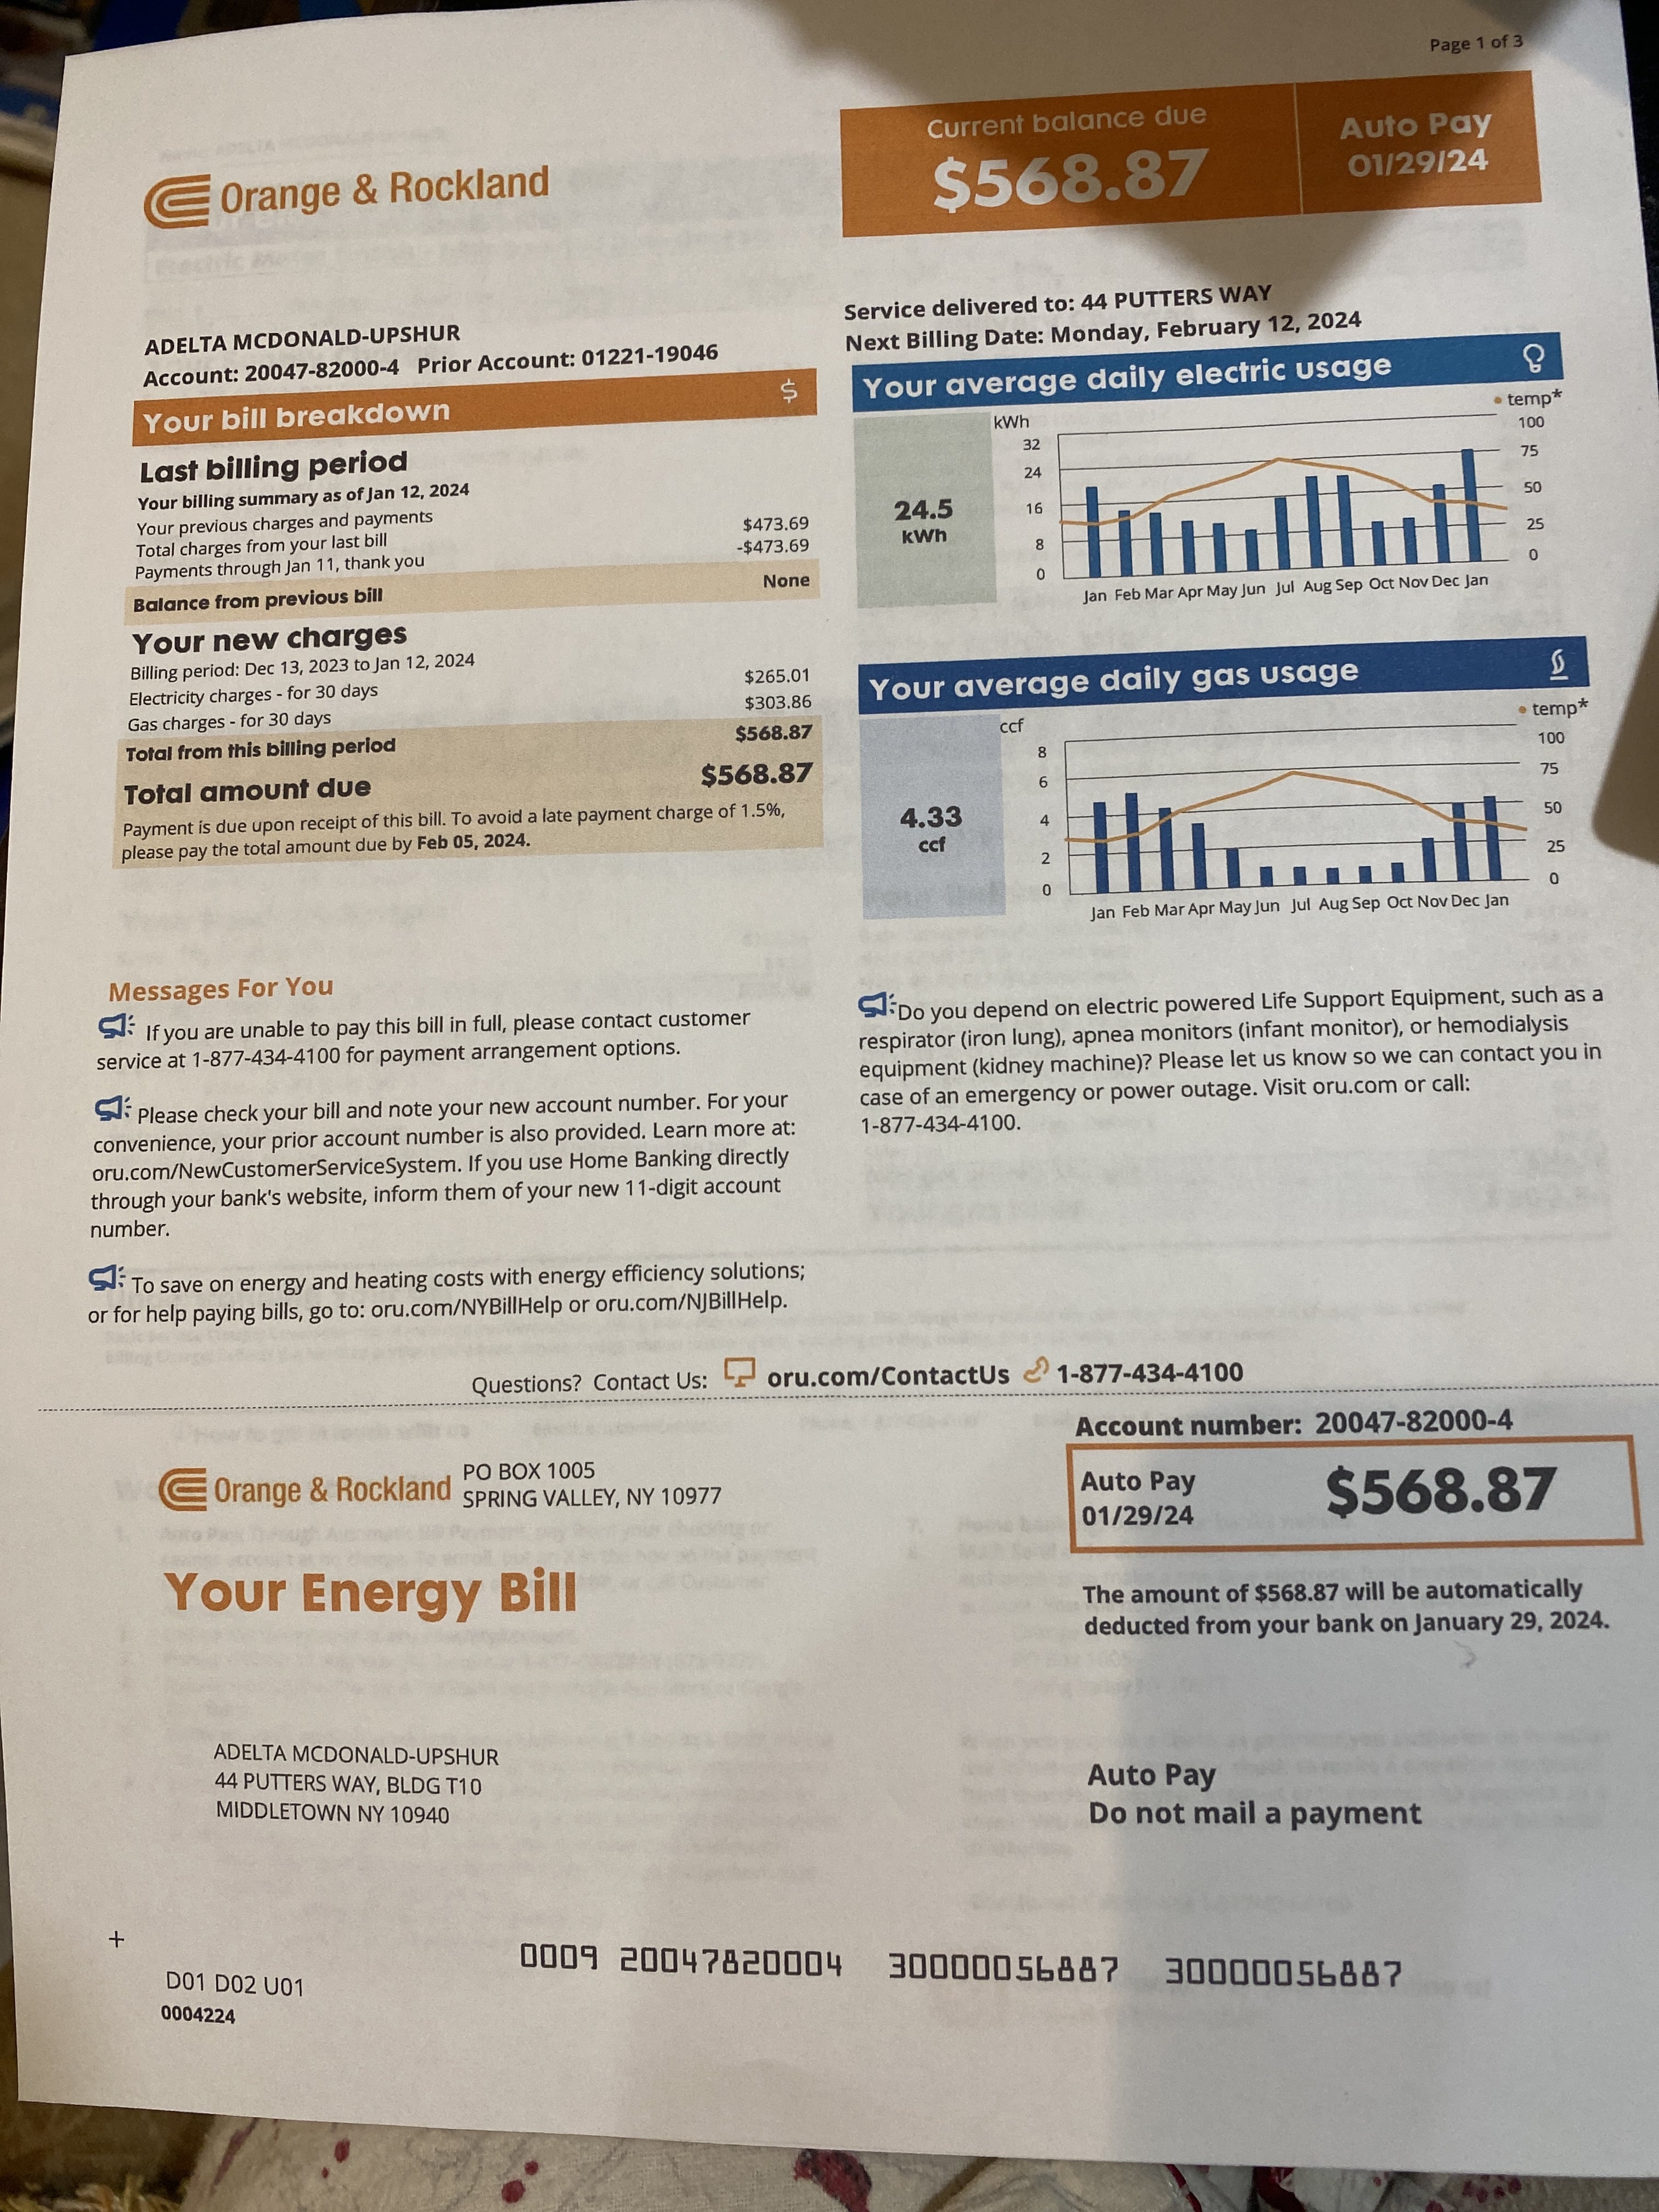 Page 1 of 3
Orange & Rockland
Current balance due
$568.87
Auto Pay
01/29/24
ADELTA MCDONALD-UPSHUR
Account: 20047-82000-4 Prior Account: 01221-19046
Service delivered to: 44 PUTTERS WAY
Next Billing Date: Monday, February 12, 2024
Your bill breakdown $
Last billing period
Your billing summary as of Jan 12, 2024
Your previous charges and payments
Total charges from your last bill $473.69
Payments through Jan 11, thank you -$473.69
Balance from previous bill None
Your new charges
Billing period: Dec 13, 2023 to Jan 12, 2024
Electricity charges - for 30 days $265.01
Gas charges - for 30 days $303.86
Total from this billing period $568.87
Total amount due $568.87
Payment is due upon receipt of this bill. To avoid a late payment charge of 1.5%,
please pay the total amount due by Feb 05, 2024.
Your average daily electric usage
24.5
kWh
kWh
32
24
16
8
0
temp*
100
75
50
25
0
Jan Feb Mar Apr May Jun Jul Aug Sep Oct Nov Dec Jan
Your average daily gas usage
4.33
ccf
ccf
8
6
4
2
0
temp*
100
75
50
25
0
Jan Feb Mar Apr May Jun Jul Aug Sep Oct Nov Dec Jan
Messages For You
If you are unable to pay this bill in full, please contact customer
service at 1-877-434-4100 for payment arrangement options.
Please check your bill and note your new account number. For your
convenience, your prior account number is also provided. Learn more at:
oru.com/NewCustomerServiceSystem. If you use Home Banking directly
through your bank's website, inform them of your new 11-digit account
number.
To save on energy and heating costs with energy efficiency solutions;
or for help paying bills, go to: oru.com/NYBillHelp or oru.com/NJBillHelp.
Do you depend on electric powered Life Support Equipment, such as a
respirator (iron lung), apnea monitors (infant monitor), or hemodialysis
equipment (kidney machine)? Please let us know so we can contact you in
case of an emergency or power outage. Visit oru.com or call:
1-877-434-4100.
Questions? Contact Us: oru.com/ContactUs 1-877-434-4100
Orange & Rockland
PO BOX 1005
SPRING VALLEY, NY 10977
Account number: 20047-82000-4
Auto Pay
01/29/24
$568.87
Your Energy Bill
The amount of $568.87 will be automatically
deducted from your bank on January 29, 2024.
ADELTA MCDONALD-UPSHUR
44 PUTTERS WAY, BLDG T10
MIDDLETOWN NY 10940
Auto Pay
Do not mail a payment
+
0009 20047820004 30000056887 30000056887
D01 D02 U01
0004224